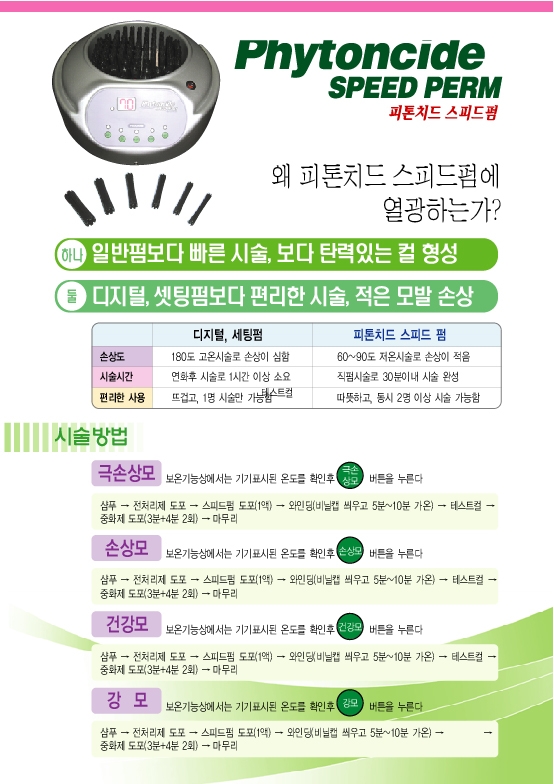 Phytoncide
SPEED PERM
피톤치드 스피드펌
70
왜 피톤치드 스피드펌에
열광하는가?
하나 일반펌보다 빠른 시술, 보다 탄력있는 컬 형성
둘 디지털, 셋팅펌보다 편리한 시술, 적은 모발 손상
디지털, 세팅펌 피톤치드 스피드 펌
손상도 180도 고온시술로 손상이 심함 60~90도 저온시술로 손상이 적음
시술시간 연화후 시술로 1시간 이상 소요 직펌시술로 30분이내 시술 완성
편리한 사용 뜨겁고, 1명 시술만 가능함 따뜻하고, 동시 2명 이상 시술 가능함
테스트컬
시술방법
극손상모 보온기능상에서는 기기표시된 온도를 확인후 극손상모 버튼을 누른다
샴푸 → 전처리제 도포 → 스피드펌 도포(1액) → 와인딩(비닐캡 씌우고 5분~10분 가온) → 테스트컬 →
중화제 도포(3분+4분 2회) → 마무리
손상모 보온기능상에서는 기기표시된 온도를 확인후 손상모 버튼을 누른다
샴푸 → 전처리제 도포 → 스피드펌 도포(1액) → 와인딩(비닐캡 씌우고 5분~10분 가온) → 테스트컬 →
중화제 도포(3분+4분 2회) → 마무리
건강모 보온기능상에서는 기기표시된 온도를 확인후 건강모 버튼을 누른다
샴푸 → 전처리제 도포 → 스피드펌 도포(1액) → 와인딩(비닐캡 씌우고 5분~10분 가온) → 테스트컬 →
중화제 도포(3분+4분 2회) → 마무리
강 모 보온기능상에서는 기기표시된 온도를 확인후 강모 버튼을 누른다
샴푸 → 전처리제 도포 → 스피드펌 도포(1액) → 와인딩(비닐캡 씌우고 5분~10분 가온) → →
중화제 도포(3분+4분 2회) → 마무리